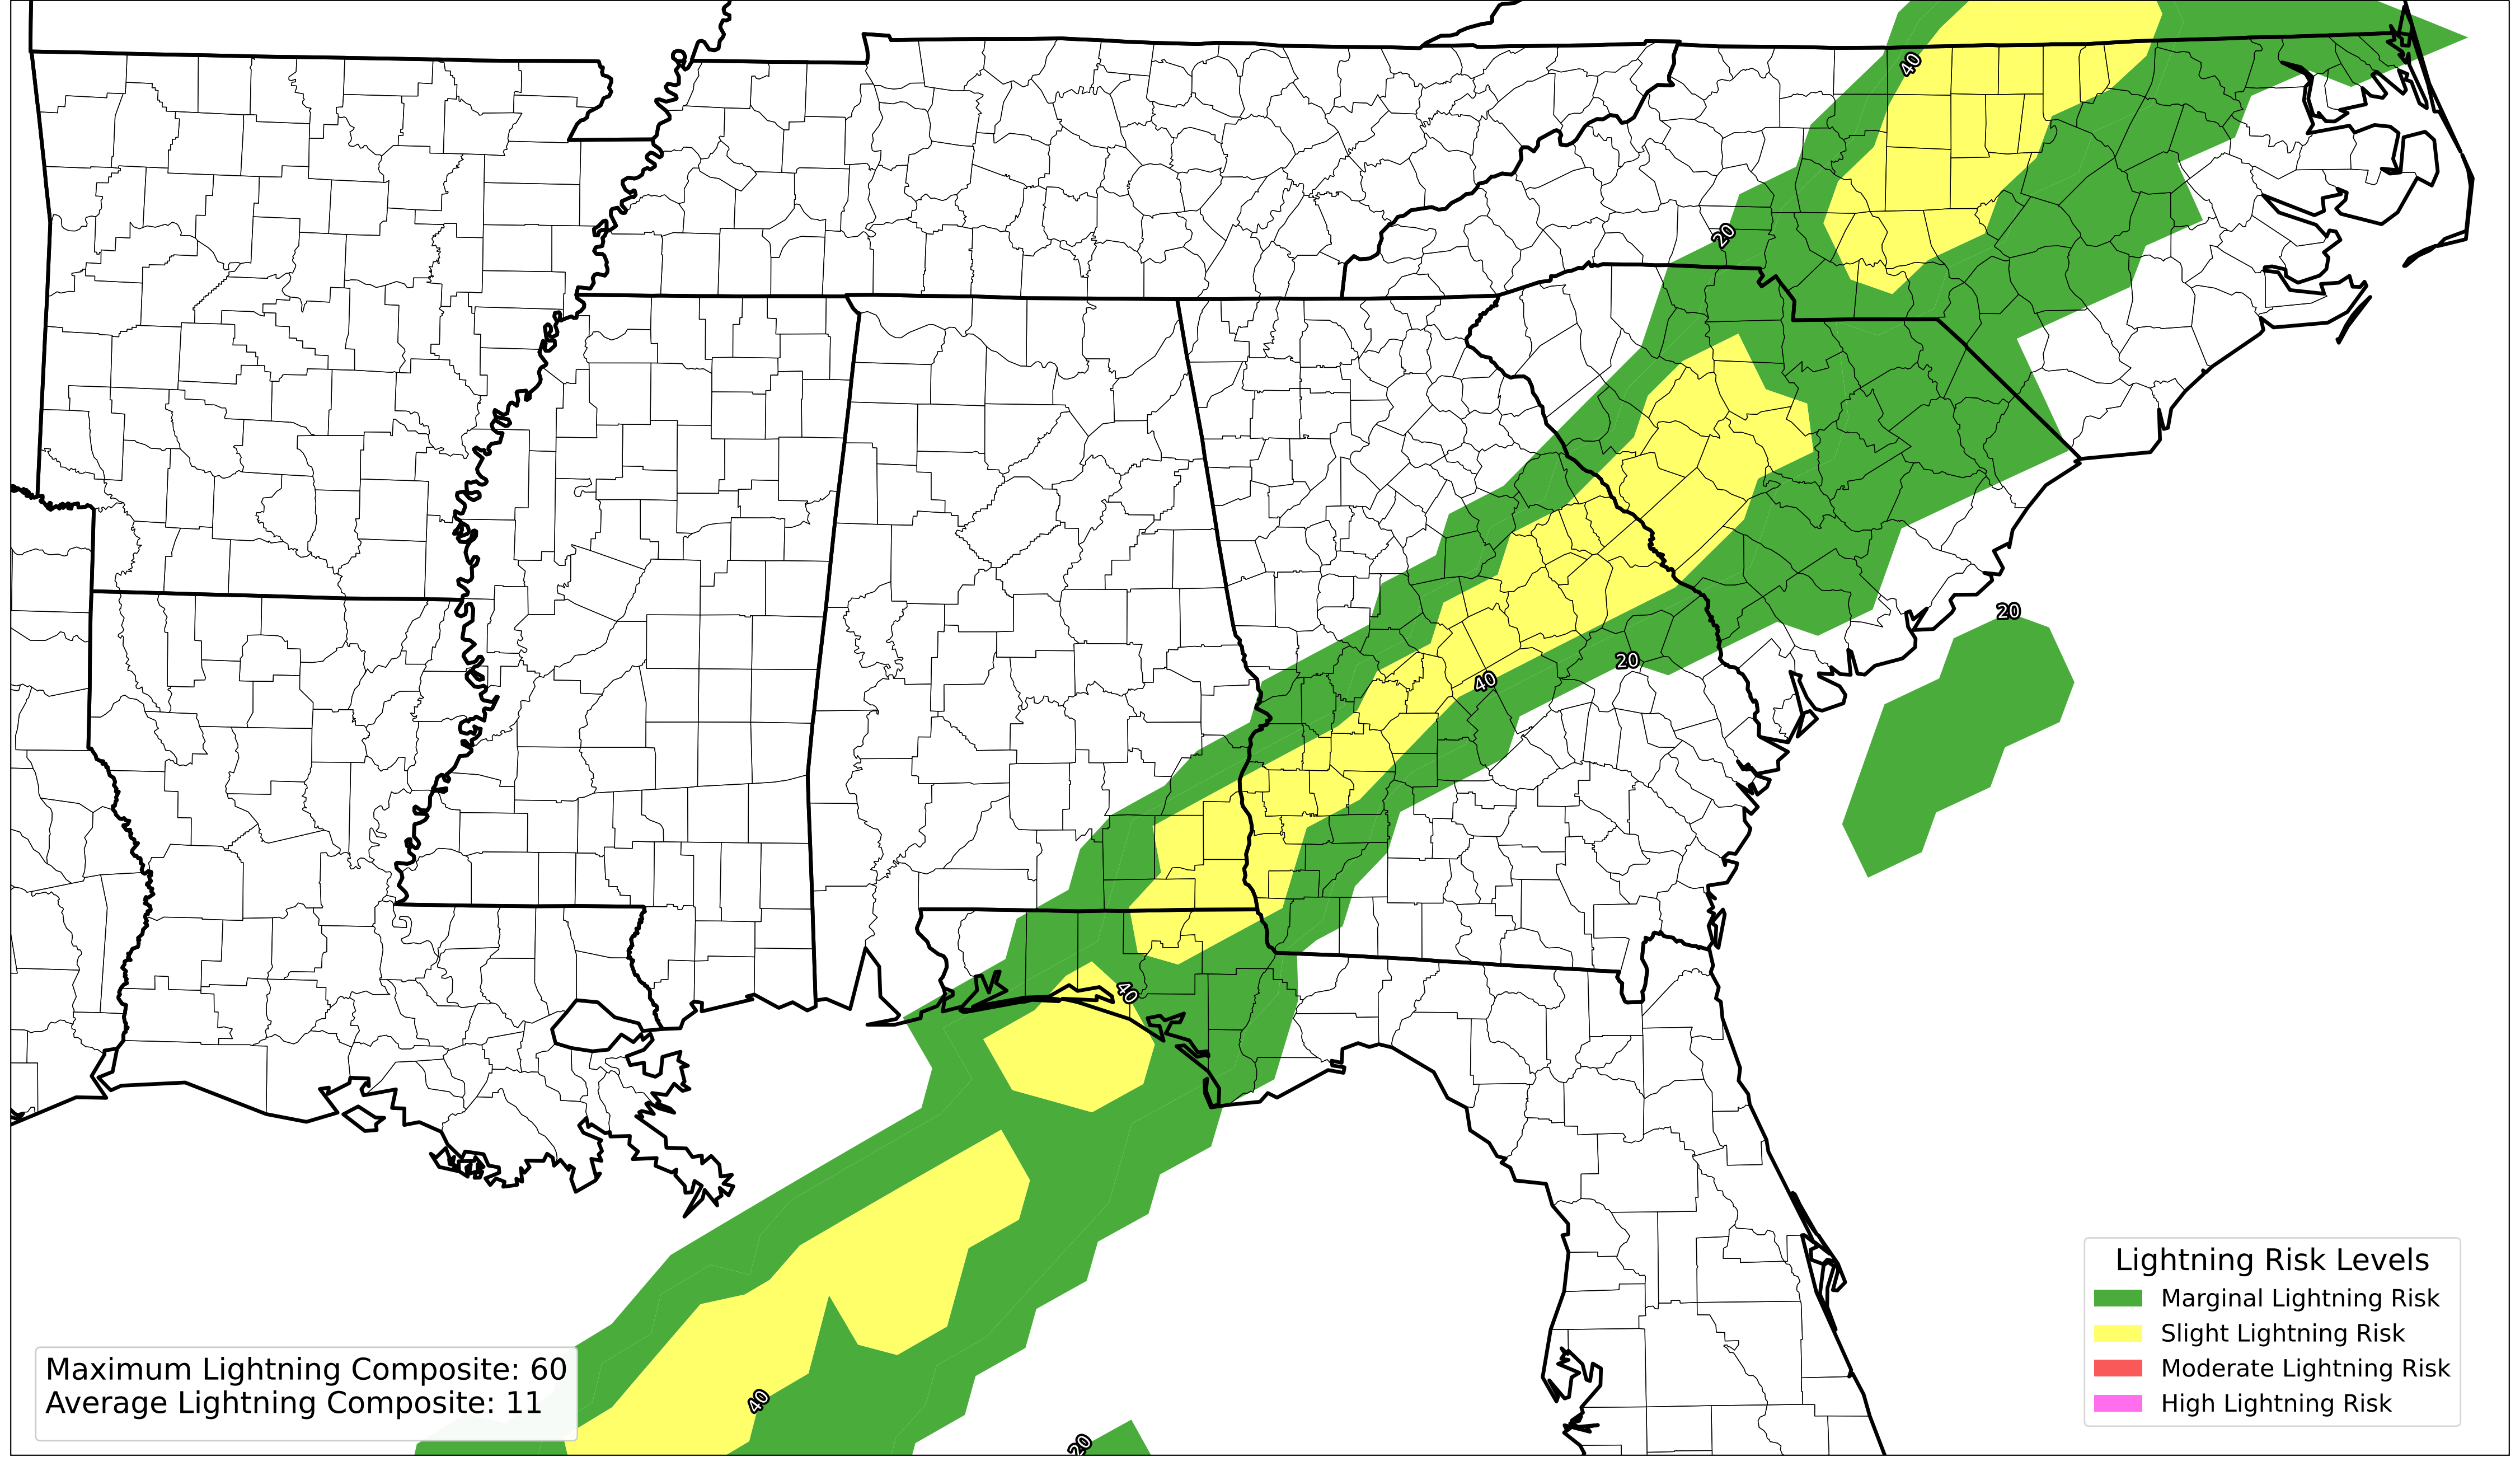 40
20
20
20
40
40
40
20
Maximum Lightning Composite: 60
Average Lightning Composite: 11
Lightning Risk Levels
Marginal Lightning Risk
Slight Lightning Risk
Moderate Lightning Risk
High Lightning Risk